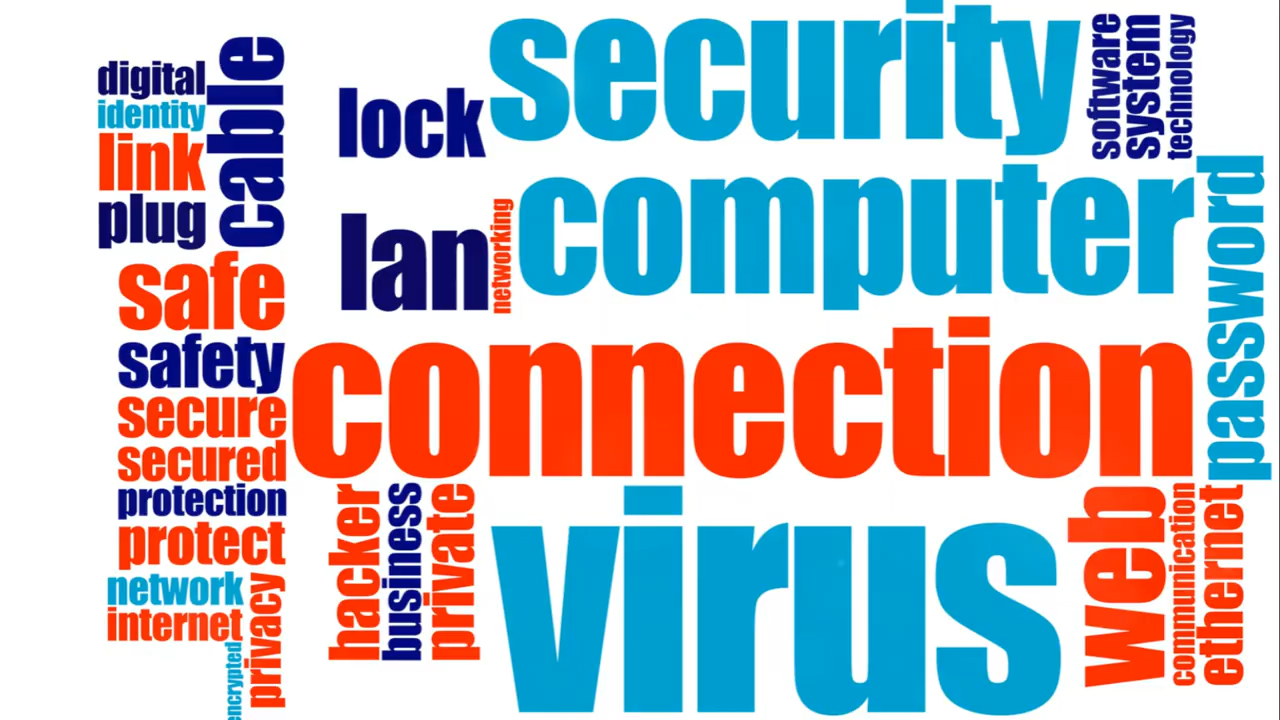 digital
identity
link
plug
cable
safe
safety
secure
secured
protection
protect
network
internet
encrypted
privacy
lock
lan
networking
security
computer
connection
virus
hacker
business
private
software
system
technology
password
web
communication
ethernet